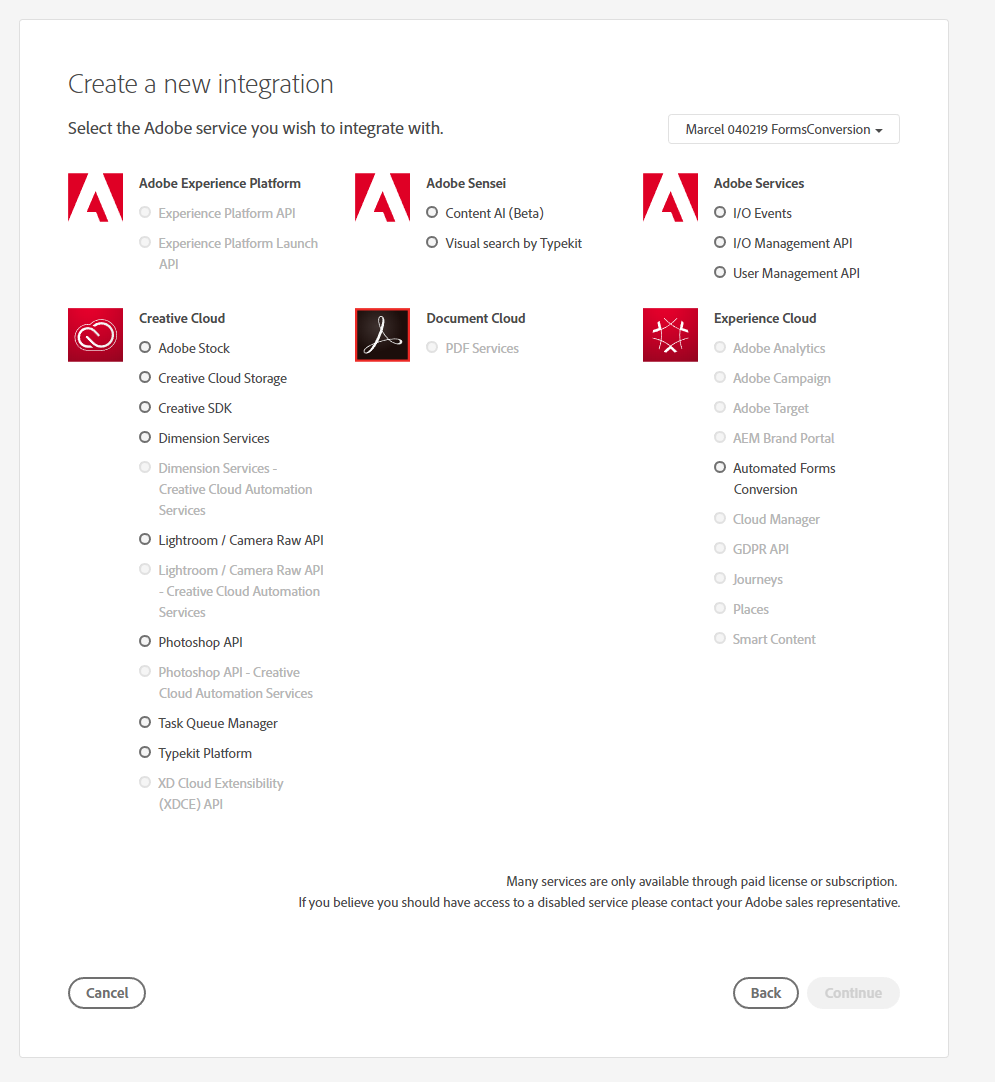 Create a new integration
Select the Adobe service you wish to integrate with.
Marcel 040219 FormsConversion
Adobe Experience Platform
Experience Platform API
Experience Platform Launch
API
Adobe Sensei
Content AI (Beta)
Visual search by Typekit
Adobe Services
I/O Events
I/O Management API
User Management API
Creative Cloud
Adobe Stock
Creative Cloud Storage
Creative SDK
Dimension Services
Dimension Services -
Creative Cloud Automation
Services
Lightroom / Camera Raw API
Lightroom / Camera Raw API
- Creative Cloud Automation
Services
Photoshop API
Photoshop API - Creative
Cloud Automation Services
Task Queue Manager
Typekit Platform
XD Cloud Extensibility
(XDCE) API
Document Cloud
PDF Services
Experience Cloud
Adobe Analytics
Adobe Campaign
Adobe Target
AEM Brand Portal
Automated Forms
Conversion
Cloud Manager
GDPR API
Journeys
Places
Smart Content
Many services are only available through paid license or subscription.
If you believe you should have access to a disabled service please contact your Adobe sales representative.
Cancel
Back
Continue